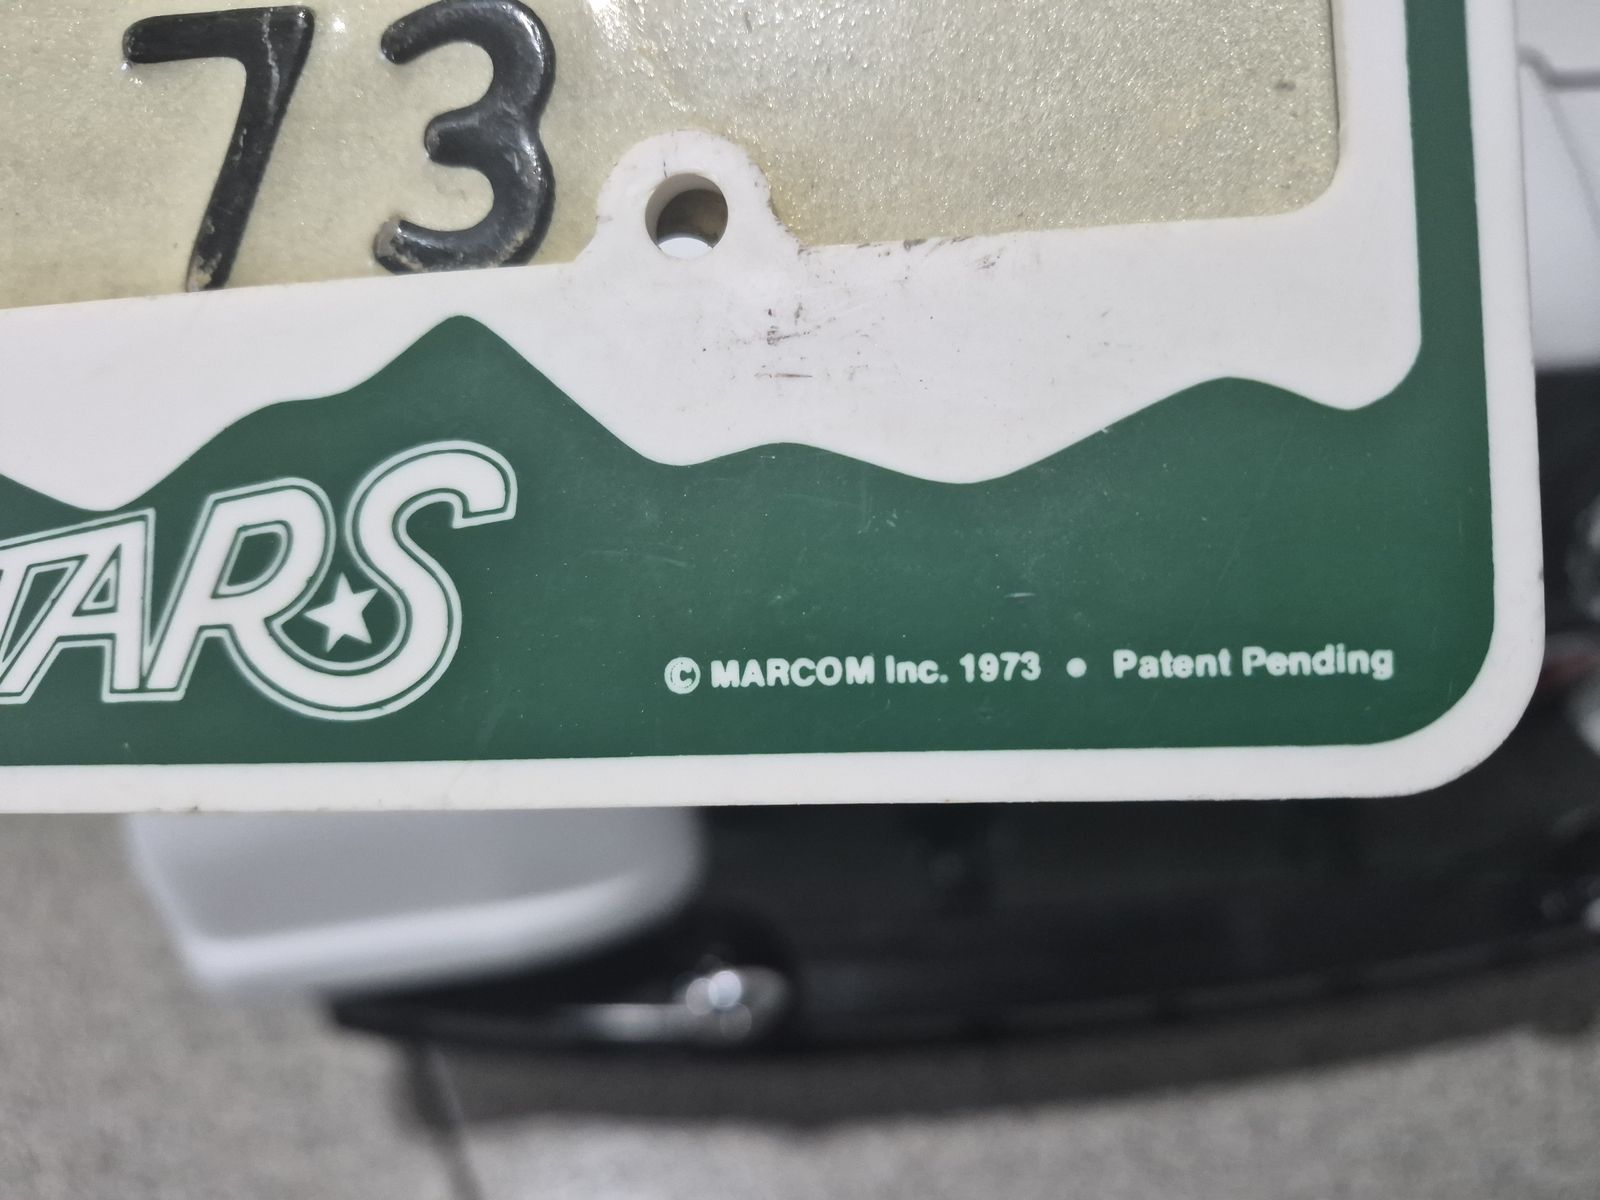 73
TARS
© MARCOM Inc. 1973 • Patent Pending